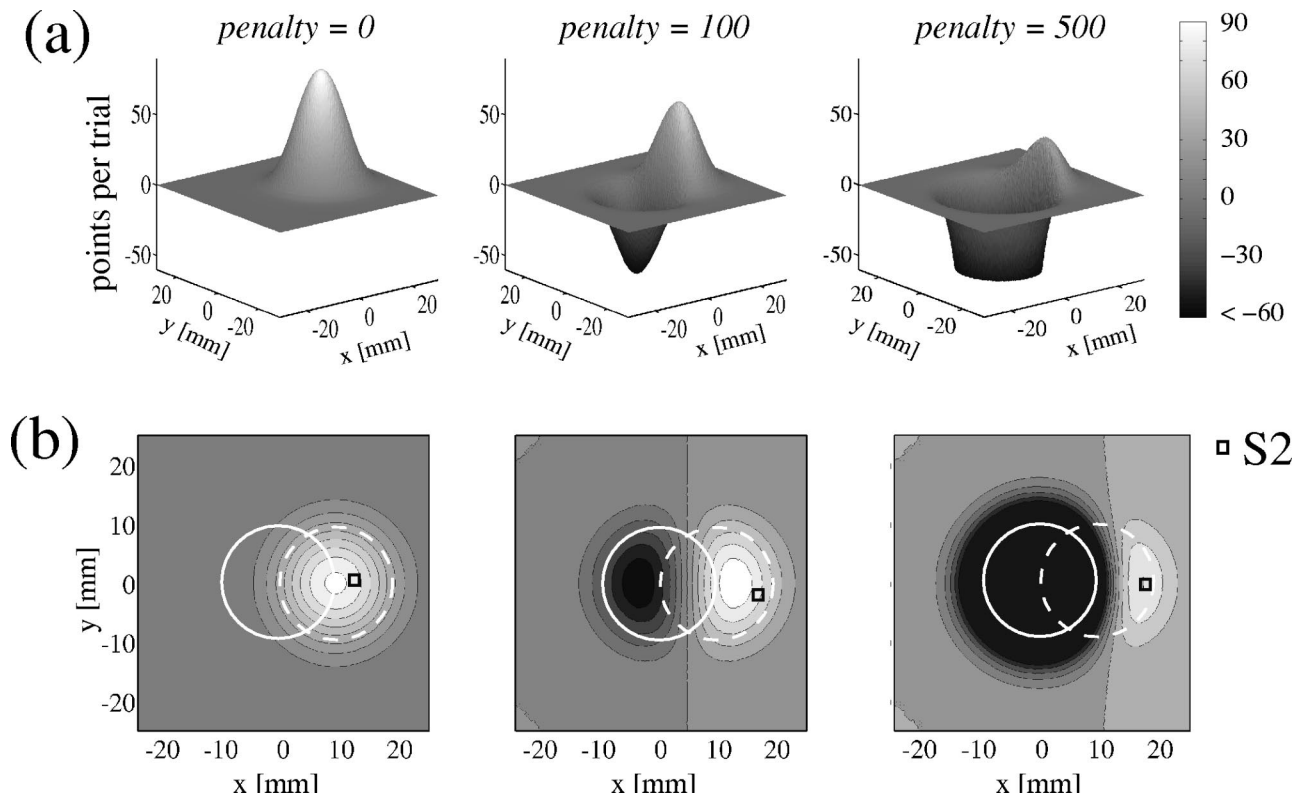 (a)
penalty = 0
penalty = 100
penalty = 500
points per trial
50
0
-50
y [mm]
20
0
-20
x [mm]
-20
0
20
50
0
-50
y [mm]
20
0
-20
x [mm]
-20
0
20
50
0
-50
y [mm]
20
0
-20
x [mm]
-20
0
20
90
60
30
0
−30
< −60
(b)
y [mm]
20
10
0
-10
-20
-20 -10 0 10 20
x [mm]
-20 -10 0 10 20
x [mm]
-20 -10 0 10 20
x [mm]
S2